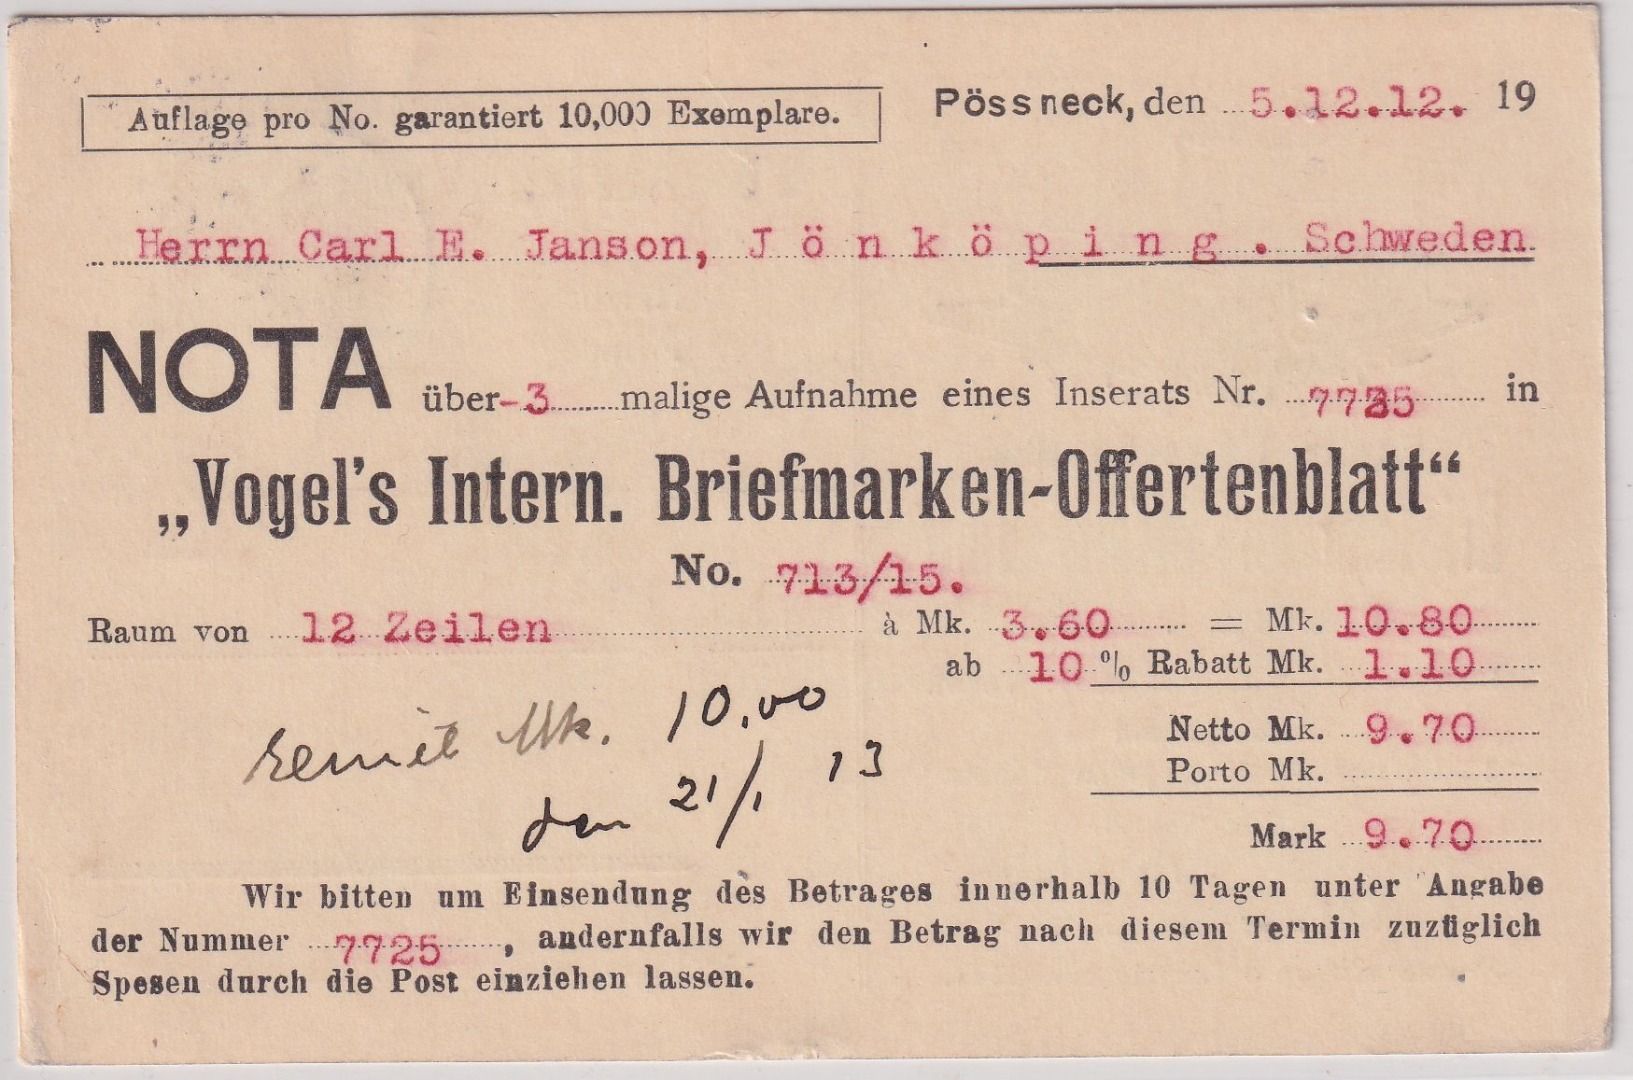 Auflage pro No. garantiert 10,000 Exemplare.
Pössneck, den 5.12.12. 19
Herrn Carl E. Janson, Jönköping. Schweden
NOTA über -3 malige Aufnahme eines Inserats Nr. 7725 in
„Vogel's Intern. Briefmarken-Offertenblatt“
No. 713/15.
Raum von 12 Zeilen à Mk. 3.60 = Mk. 10.80
ab 10 % Rabatt Mk. 1.10
Netto Mk. 9.70
Porto Mk.
Mark 9.70
remiet Mk. 10,00
den 21/1 13
Wir bitten um Einsendung des Betrages innerhalb 10 Tagen unter Angabe
der Nummer 7725, andernfalls wir den Betrag nach diesem Termin zuzüglich
Spesen durch die Post einziehen lassen.